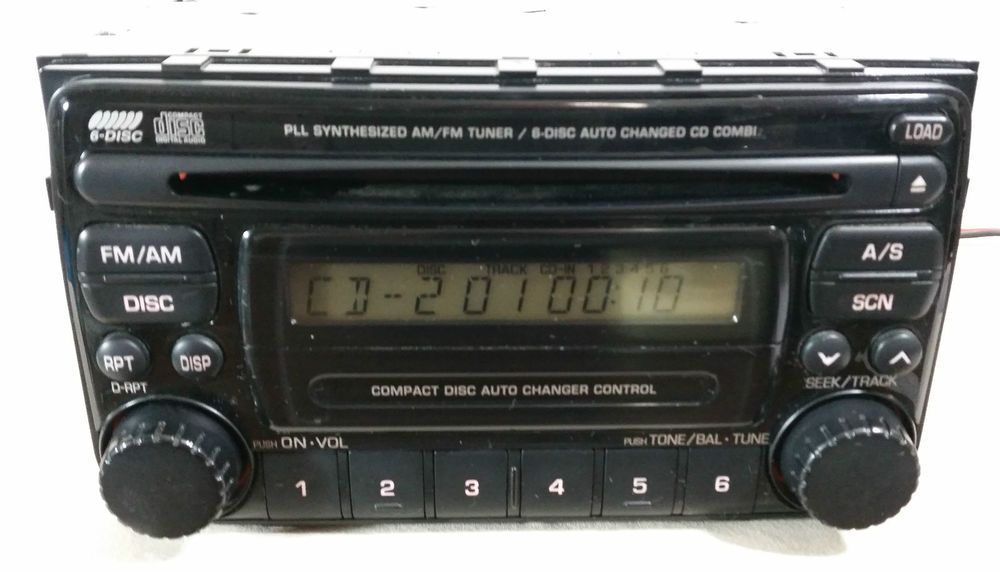 6-DISC
COMPACT
disc
DIGITAL AUDIO
PLL SYNTHESIZED AM/FM TUNER / 6-DISC AUTO CHANGED CD COMBI.
LOAD
FM/AM
A/S
DISC TRACK CD-IN 1 2 3 4 5 6
CD-2 01 00:10
DISC
SCN
RPT
DISP
D-RPT
SEEK/TRACK
COMPACT DISC AUTO CHANGER CONTROL
PUSH ON·VOL
PUSH TONE/BAL·TUNE
1 2 3 4 5 6